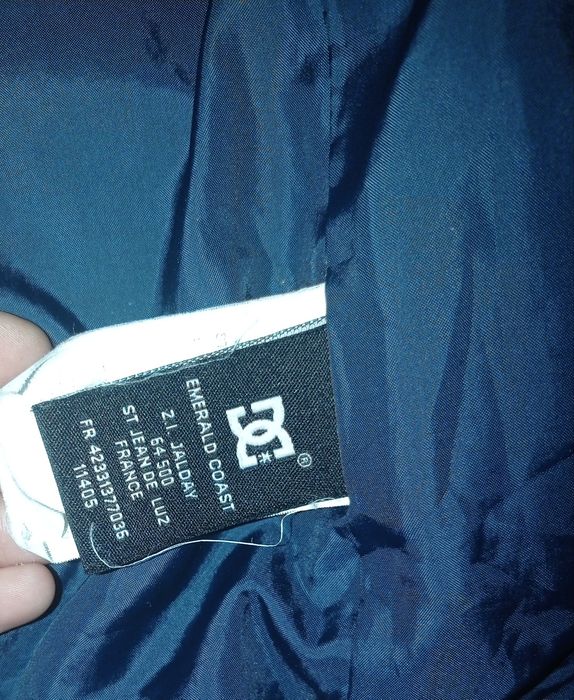 DC®
EMERALD COAST
Z.I. JALDAY
64 500
ST JEAN DE LUZ
FRANCE
FR 42331377036
11405